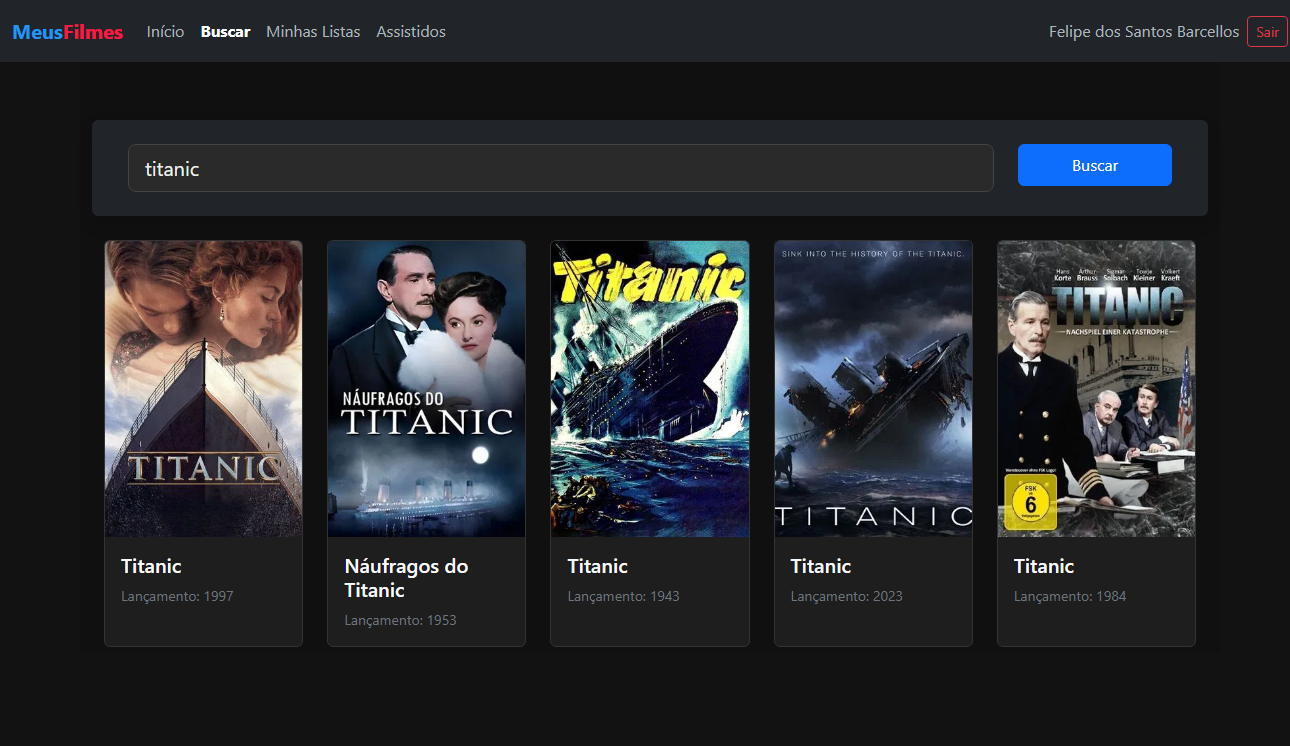 MeusFilmes Início Buscar Minhas Listas Assistidos Felipe dos Santos Barcellos Sair
titanic Buscar
TITANIC
NÁUFRAGOS DO
TITANIC
Titanic
SINK INTO THE HISTORY OF THE TITANIC.
TITANIC
Hans Korte Arthur Brauss Sigmar Solbach Towje Kleiner Volkert Kraeft
TITANIC
NACHSPIEL EINER KATASTROPHE
FSK
6
Titanic
Lançamento: 1997
Náufragos do
Titanic
Lançamento: 1953
Titanic
Lançamento: 1943
Titanic
Lançamento: 2023
Titanic
Lançamento: 1984